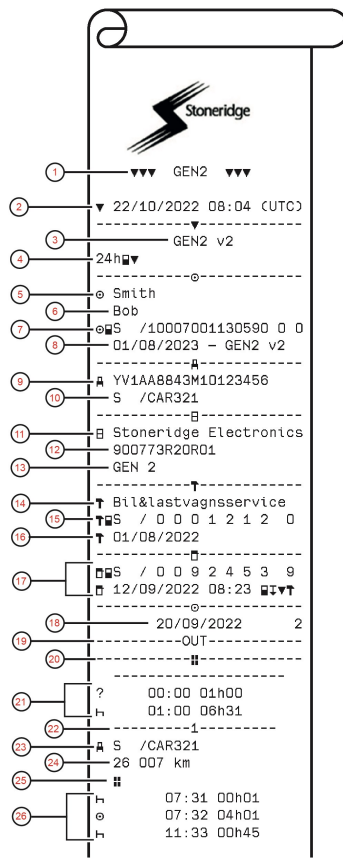 Stoneridge
1 ▼▼▼ GEN2 ▼▼▼
2 ▼ 22/10/2022 08:04 (UTC)
3 GEN2 v2
4 24h▼
5 Smith
6 Bob
7 S /10007001130590 0 0
8 01/08/2023 – GEN2 v2
9 YV1AA8843M10123456
10 S /CAR321
11 Stoneridge Electronics
12 900773R20R01
13 GEN 2
14 Bil&lastvagnsservice
15 S / 0 0 0 1 2 1 2 0
16 01/08/2022
17 S / 0 0 9 2 4 5 3 9
12/09/2022 08:23
18 20/09/2022 2
19 OUT
20
21 ? 00:00 01h00
01:00 06h31
22 1
23 S /CAR321
24 26 007 km
25
26 07:31 00h01
07:32 04h01
11:33 00h45